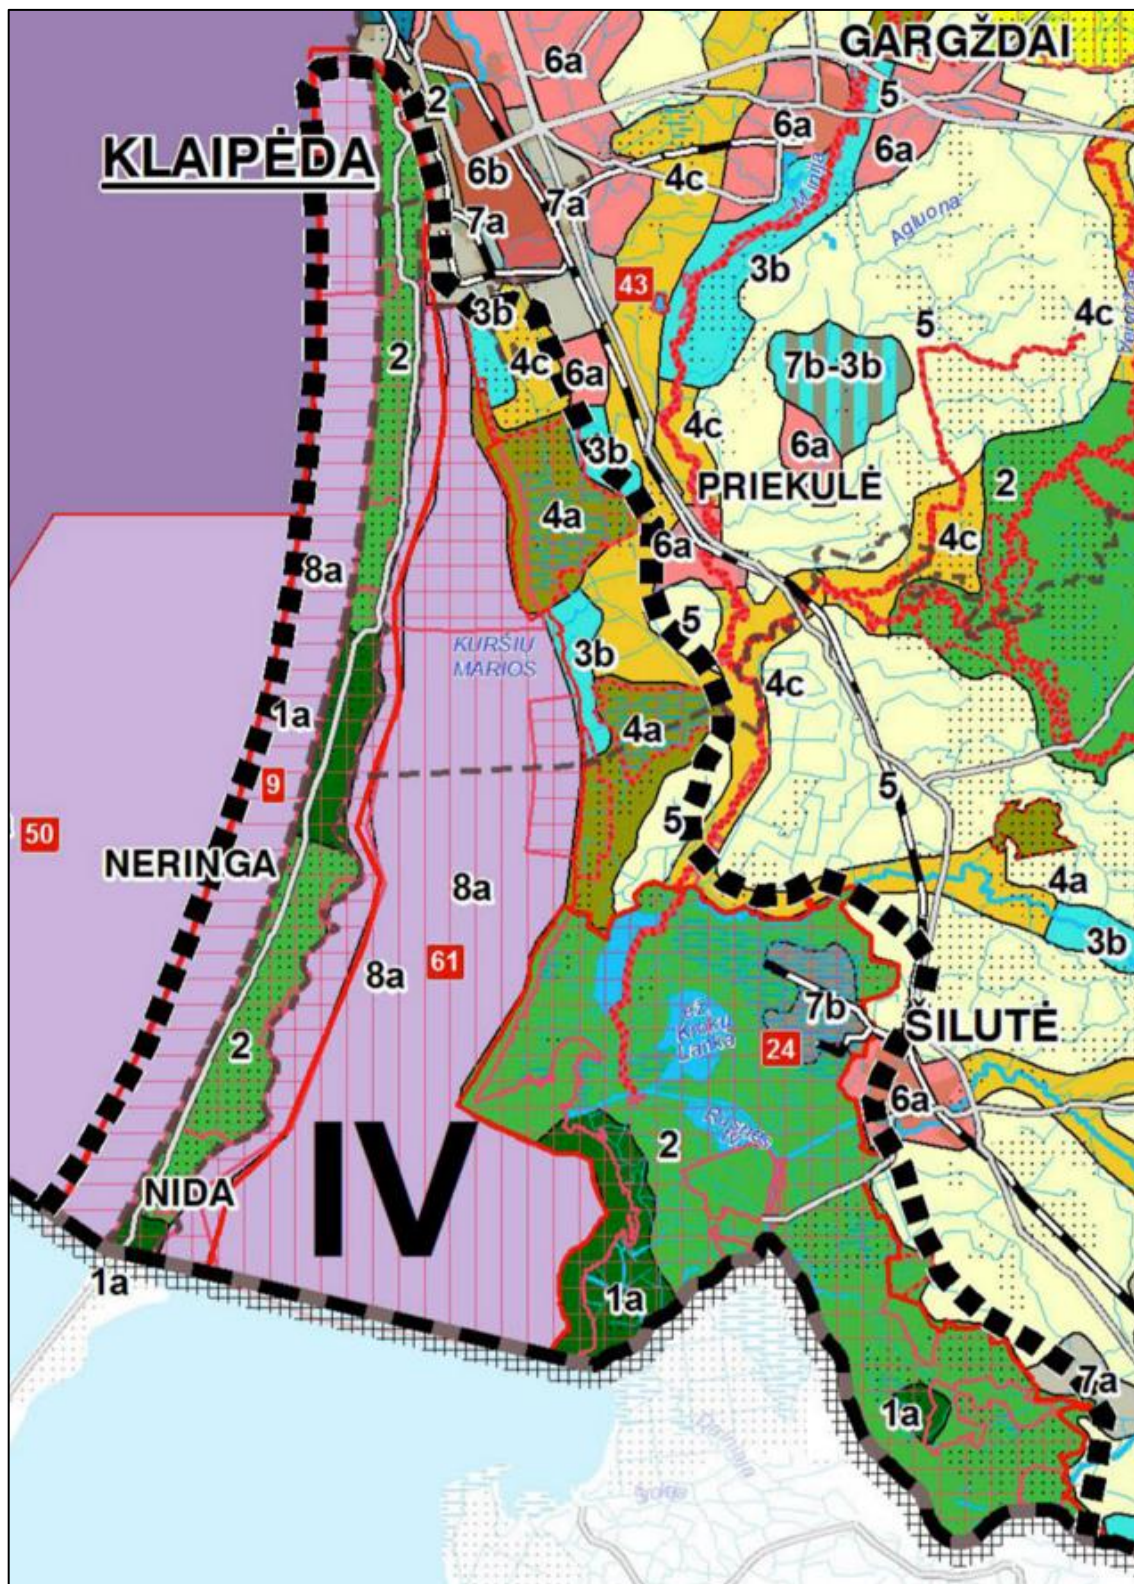 GARGŽDAI
6a
5
2
6a
6a
KLAIPĖDA
6b
4c
Minija
7a
7a
Agluona
3b
43
3b
5
4c
2
4c
6a
7b-3b
4c
6a
3b
PRIEKULĖ
2
4a
6a
4c
8a
5
KURŠIŲ
MARIOS
3b
4c
1a
4a
9
5
50
5
NERINGA
8a
4a
3b
61
8a
7b
ŠILUTĖ
ež.
Krokų
Lanka
24
2
6a
2
IV
NIDA
1a
1a
7a
1a